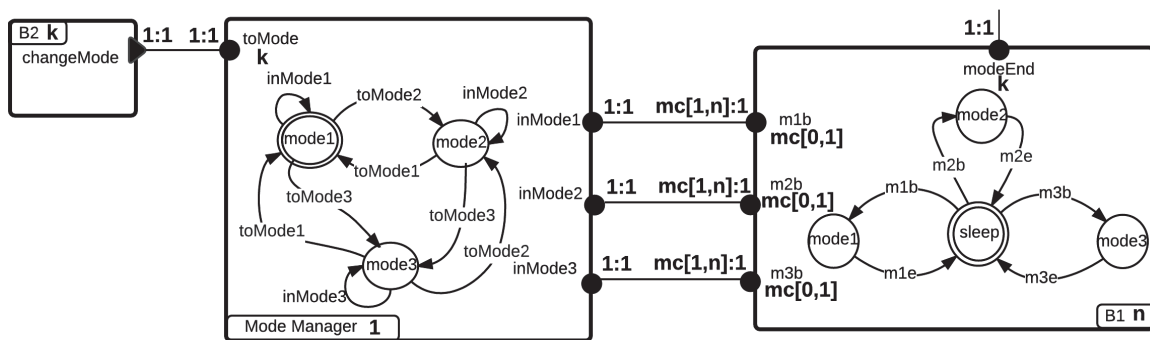 B2 k
changeMode
1:1 1:1
toMode
k
inMode1
toMode2
inMode2
mode1
mode2
toMode1
toMode3
toMode3
toMode1
toMode2
mode3
inMode3
Mode Manager 1
inMode1
1:1 mc[1,n]:1
inMode2
1:1 mc[1,n]:1
inMode3
1:1 mc[1,n]:1
1:1
modeEnd
k
m1b
mc[0,1]
m2b
mc[0,1]
m3b
mc[0,1]
mode2
m2b
m2e
m1b
m3b
mode1
sleep
mode3
m1e
m3e
B1 n